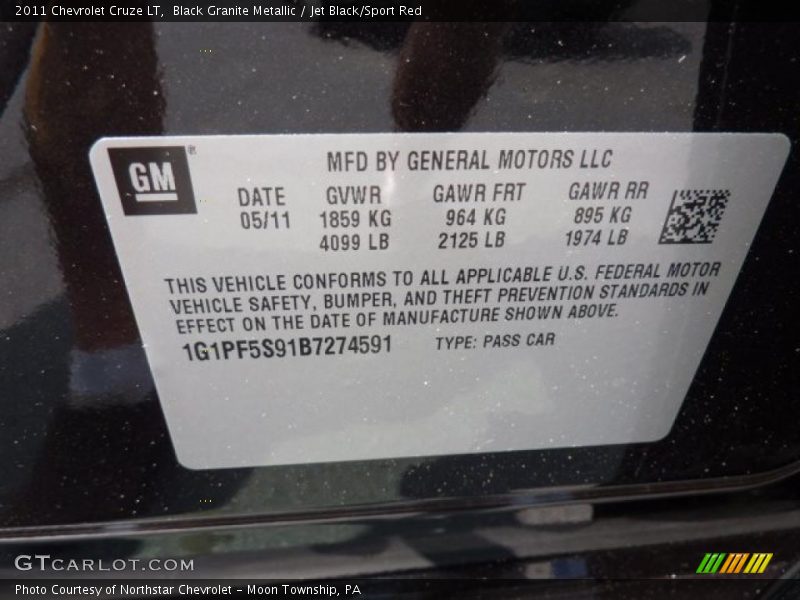 2011 Chevrolet Cruze LT,  Black Granite Metallic / Jet Black/Sport Red
GM®
MFD BY GENERAL MOTORS LLC
DATE GVWR GAWR FRT GAWR RR
05/11 1859 KG 964 KG 895 KG
4099 LB 2125 LB 1974 LB
THIS VEHICLE CONFORMS TO ALL APPLICABLE U.S. FEDERAL MOTOR
VEHICLE SAFETY, BUMPER, AND THEFT PREVENTION STANDARDS IN
EFFECT ON THE DATE OF MANUFACTURE SHOWN ABOVE.
1G1PF5S91B7274591 TYPE: PASS CAR
GTCARLOT.COM
Photo Courtesy of Northstar Chevrolet - Moon Township, PA